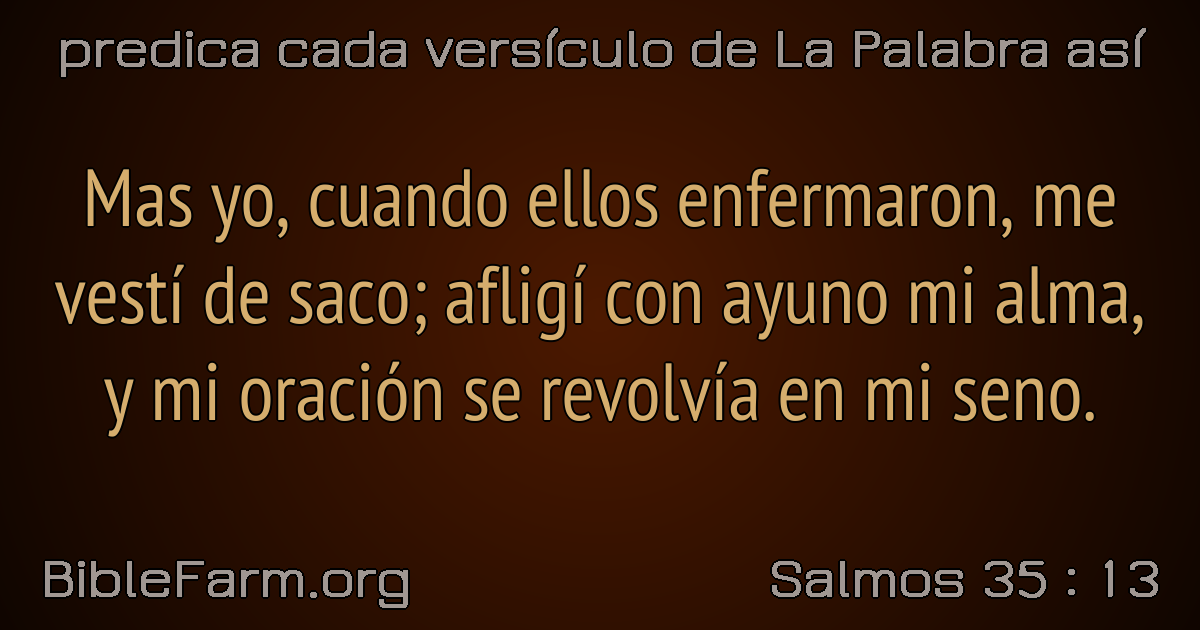 predica cada versículo de La Palabra así
Mas yo, cuando ellos enfermaron, me
vestí de saco; afligí con ayuno mi alma,
y mi oración se revolvía en mi seno.
BibleFarm.org
Salmos 35 : 13